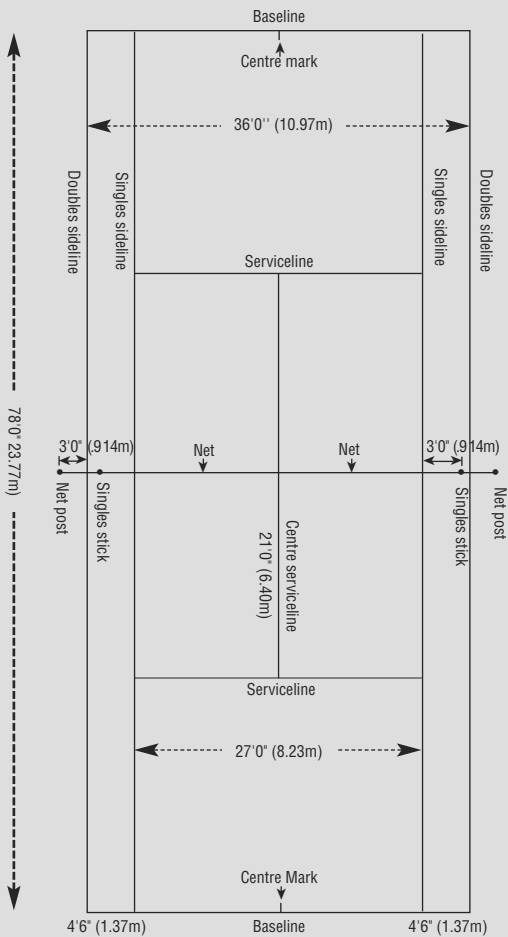 Baseline
Centre mark
36'0'' (10.97m)
Doubles sideline
Singles sideline
Singles sideline
Doubles sideline
Serviceline
78'0" 23.77m)
3'0" (.914m)
Net
Net
3'0" (.914m)
Net post
Singles stick
Singles stick
Net post
Centre serviceline
21'0" (6.40m)
Serviceline
27'0" (8.23m)
Centre Mark
4'6" (1.37m)
Baseline
4'6" (1.37m)